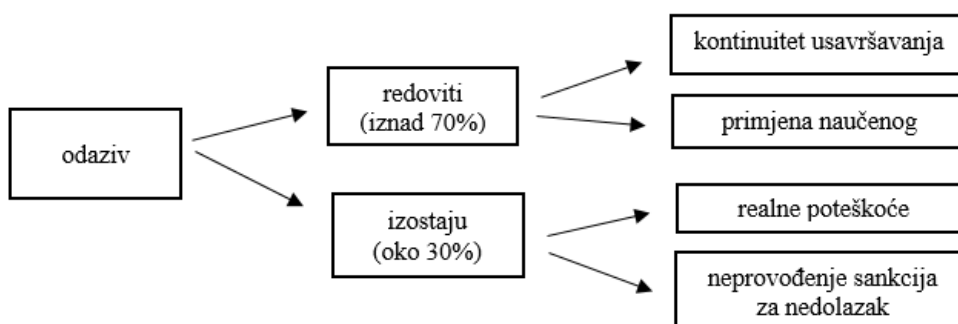 odaziv
redoviti
(iznad 70%)
kontinuitet usavršavanja
primjena naučenog
izostaju
(oko 30%)
realne poteškoće
neprovođenje sankcija
za nedolazak